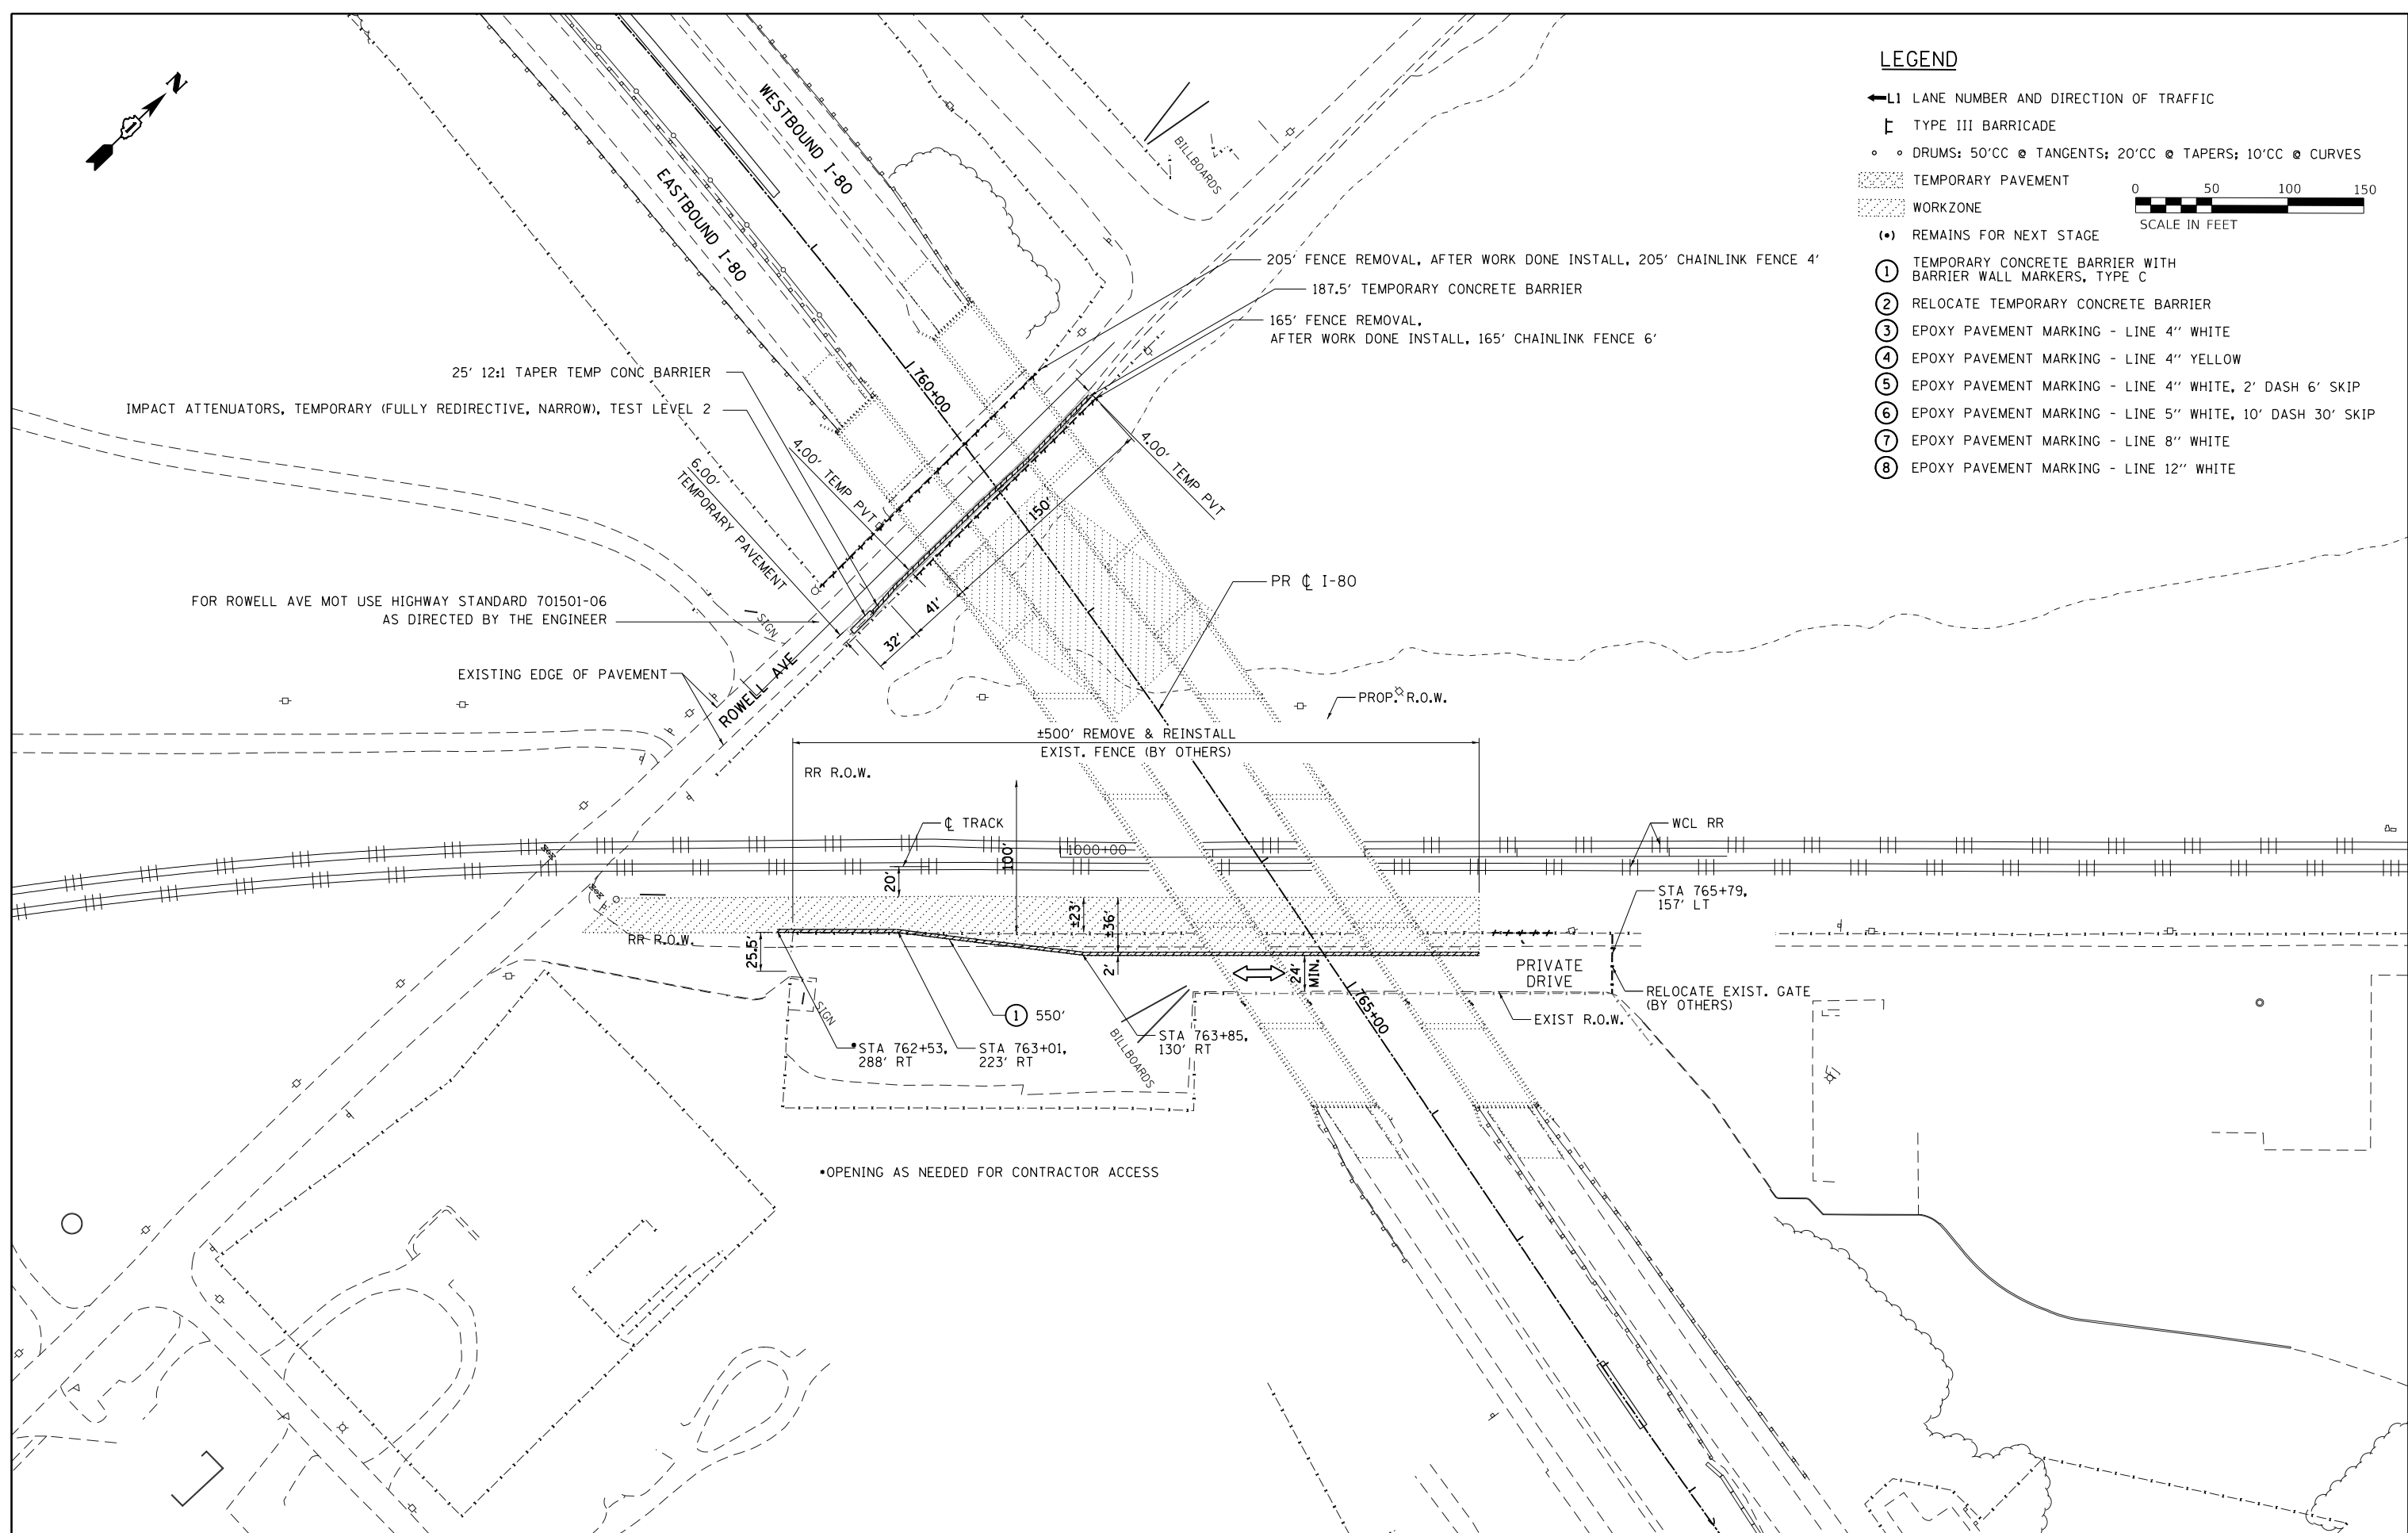 LEGEND
L1 LANE NUMBER AND DIRECTION OF TRAFFIC
TYPE III BARRICADE
DRUMS: 50'CC @ TANGENTS; 20'CC @ TAPERS; 10'CC @ CURVES
TEMPORARY PAVEMENT
WORKZONE
0 50 100 150
SCALE IN FEET
(•) REMAINS FOR NEXT STAGE
1 TEMPORARY CONCRETE BARRIER WITH
BARRIER WALL MARKERS, TYPE C
2 RELOCATE TEMPORARY CONCRETE BARRIER
3 EPOXY PAVEMENT MARKING - LINE 4'' WHITE
4 EPOXY PAVEMENT MARKING - LINE 4'' YELLOW
5 EPOXY PAVEMENT MARKING - LINE 4'' WHITE, 2' DASH 6' SKIP
6 EPOXY PAVEMENT MARKING - LINE 5'' WHITE, 10' DASH 30' SKIP
7 EPOXY PAVEMENT MARKING - LINE 8'' WHITE
8 EPOXY PAVEMENT MARKING - LINE 12'' WHITE
N
1
WESTBOUND I-80
EASTBOUND I-80
BILLBOARDS
205' FENCE REMOVAL, AFTER WORK DONE INSTALL, 205' CHAINLINK FENCE 4'
187.5' TEMPORARY CONCRETE BARRIER
165' FENCE REMOVAL,
AFTER WORK DONE INSTALL, 165' CHAINLINK FENCE 6'
25' 12:1 TAPER TEMP CONC BARRIER
IMPACT ATTENUATORS, TEMPORARY (FULLY REDIRECTIVE, NARROW), TEST LEVEL 2
760+00
4.00' TEMP PVT
4.00' TEMP PVT
6.00'
TEMPORARY PAVEMENT
150'
41'
32'
PR ℄ I-80
FOR ROWELL AVE MOT USE HIGHWAY STANDARD 701501-06
AS DIRECTED BY THE ENGINEER
SIGN
EXISTING EDGE OF PAVEMENT
ROWELL AVE
PROP. R.O.W.
±500' REMOVE & REINSTALL
EXIST. FENCE (BY OTHERS)
RR R.O.W.
℄ TRACK
100'
1000+00
WCL RR
20'
±23'
±36'
STA 765+79,
157' LT
RR R.O.W.
25.5'
2'
24'
MIN.
PRIVATE
DRIVE
RELOCATE EXIST. GATE
(BY OTHERS)
SIGN
1 550'
765+00
EXIST R.O.W.
*STA 762+53,
288' RT
STA 763+01,
223' RT
STA 763+85,
130' RT
BILLBOARDS
*OPENING AS NEEDED FOR CONTRACTOR ACCESS